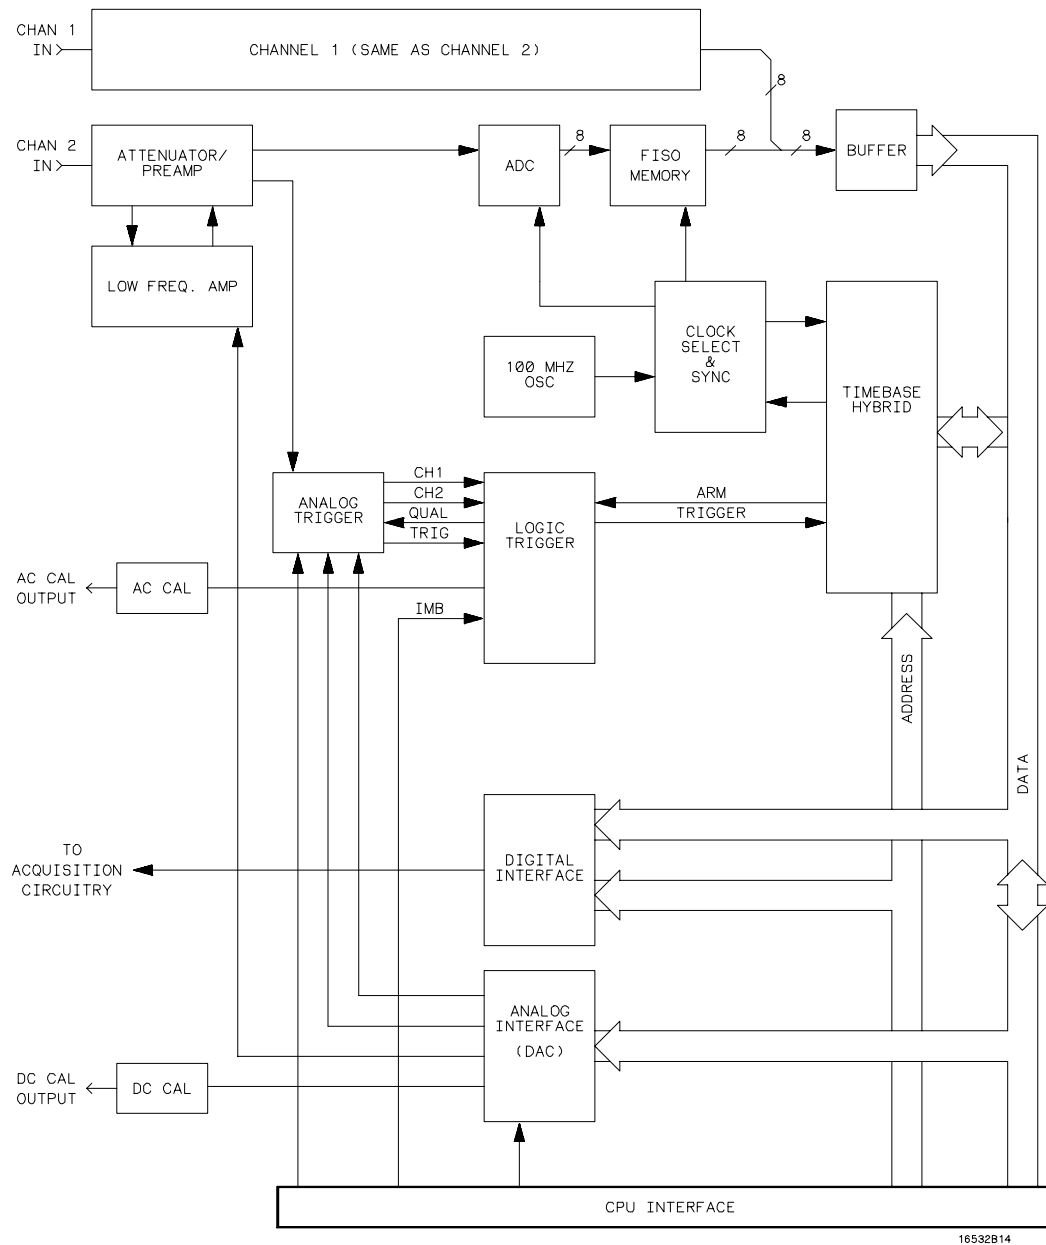 CHAN 1
IN
CHANNEL 1 (SAME AS CHANNEL 2)
8
CHAN 2
IN
ATTENUATOR/
PREAMP
ADC
8
FISO
MEMORY
8
8
BUFFER
LOW FREQ. AMP
100 MHZ
OSC
CLOCK
SELECT
&
SYNC
TIMEBASE
HYBRID
ANALOG
TRIGGER
CH1
CH2
QUAL
TRIG
LOGIC
TRIGGER
ARM
TRIGGER
AC CAL
OUTPUT
AC CAL
IMB
ADDRESS
DATA
TO
ACQUISITION
CIRCUITRY
DIGITAL
INTERFACE
ANALOG
INTERFACE
(DAC)
DC CAL
OUTPUT
DC CAL
CPU INTERFACE
16532B14